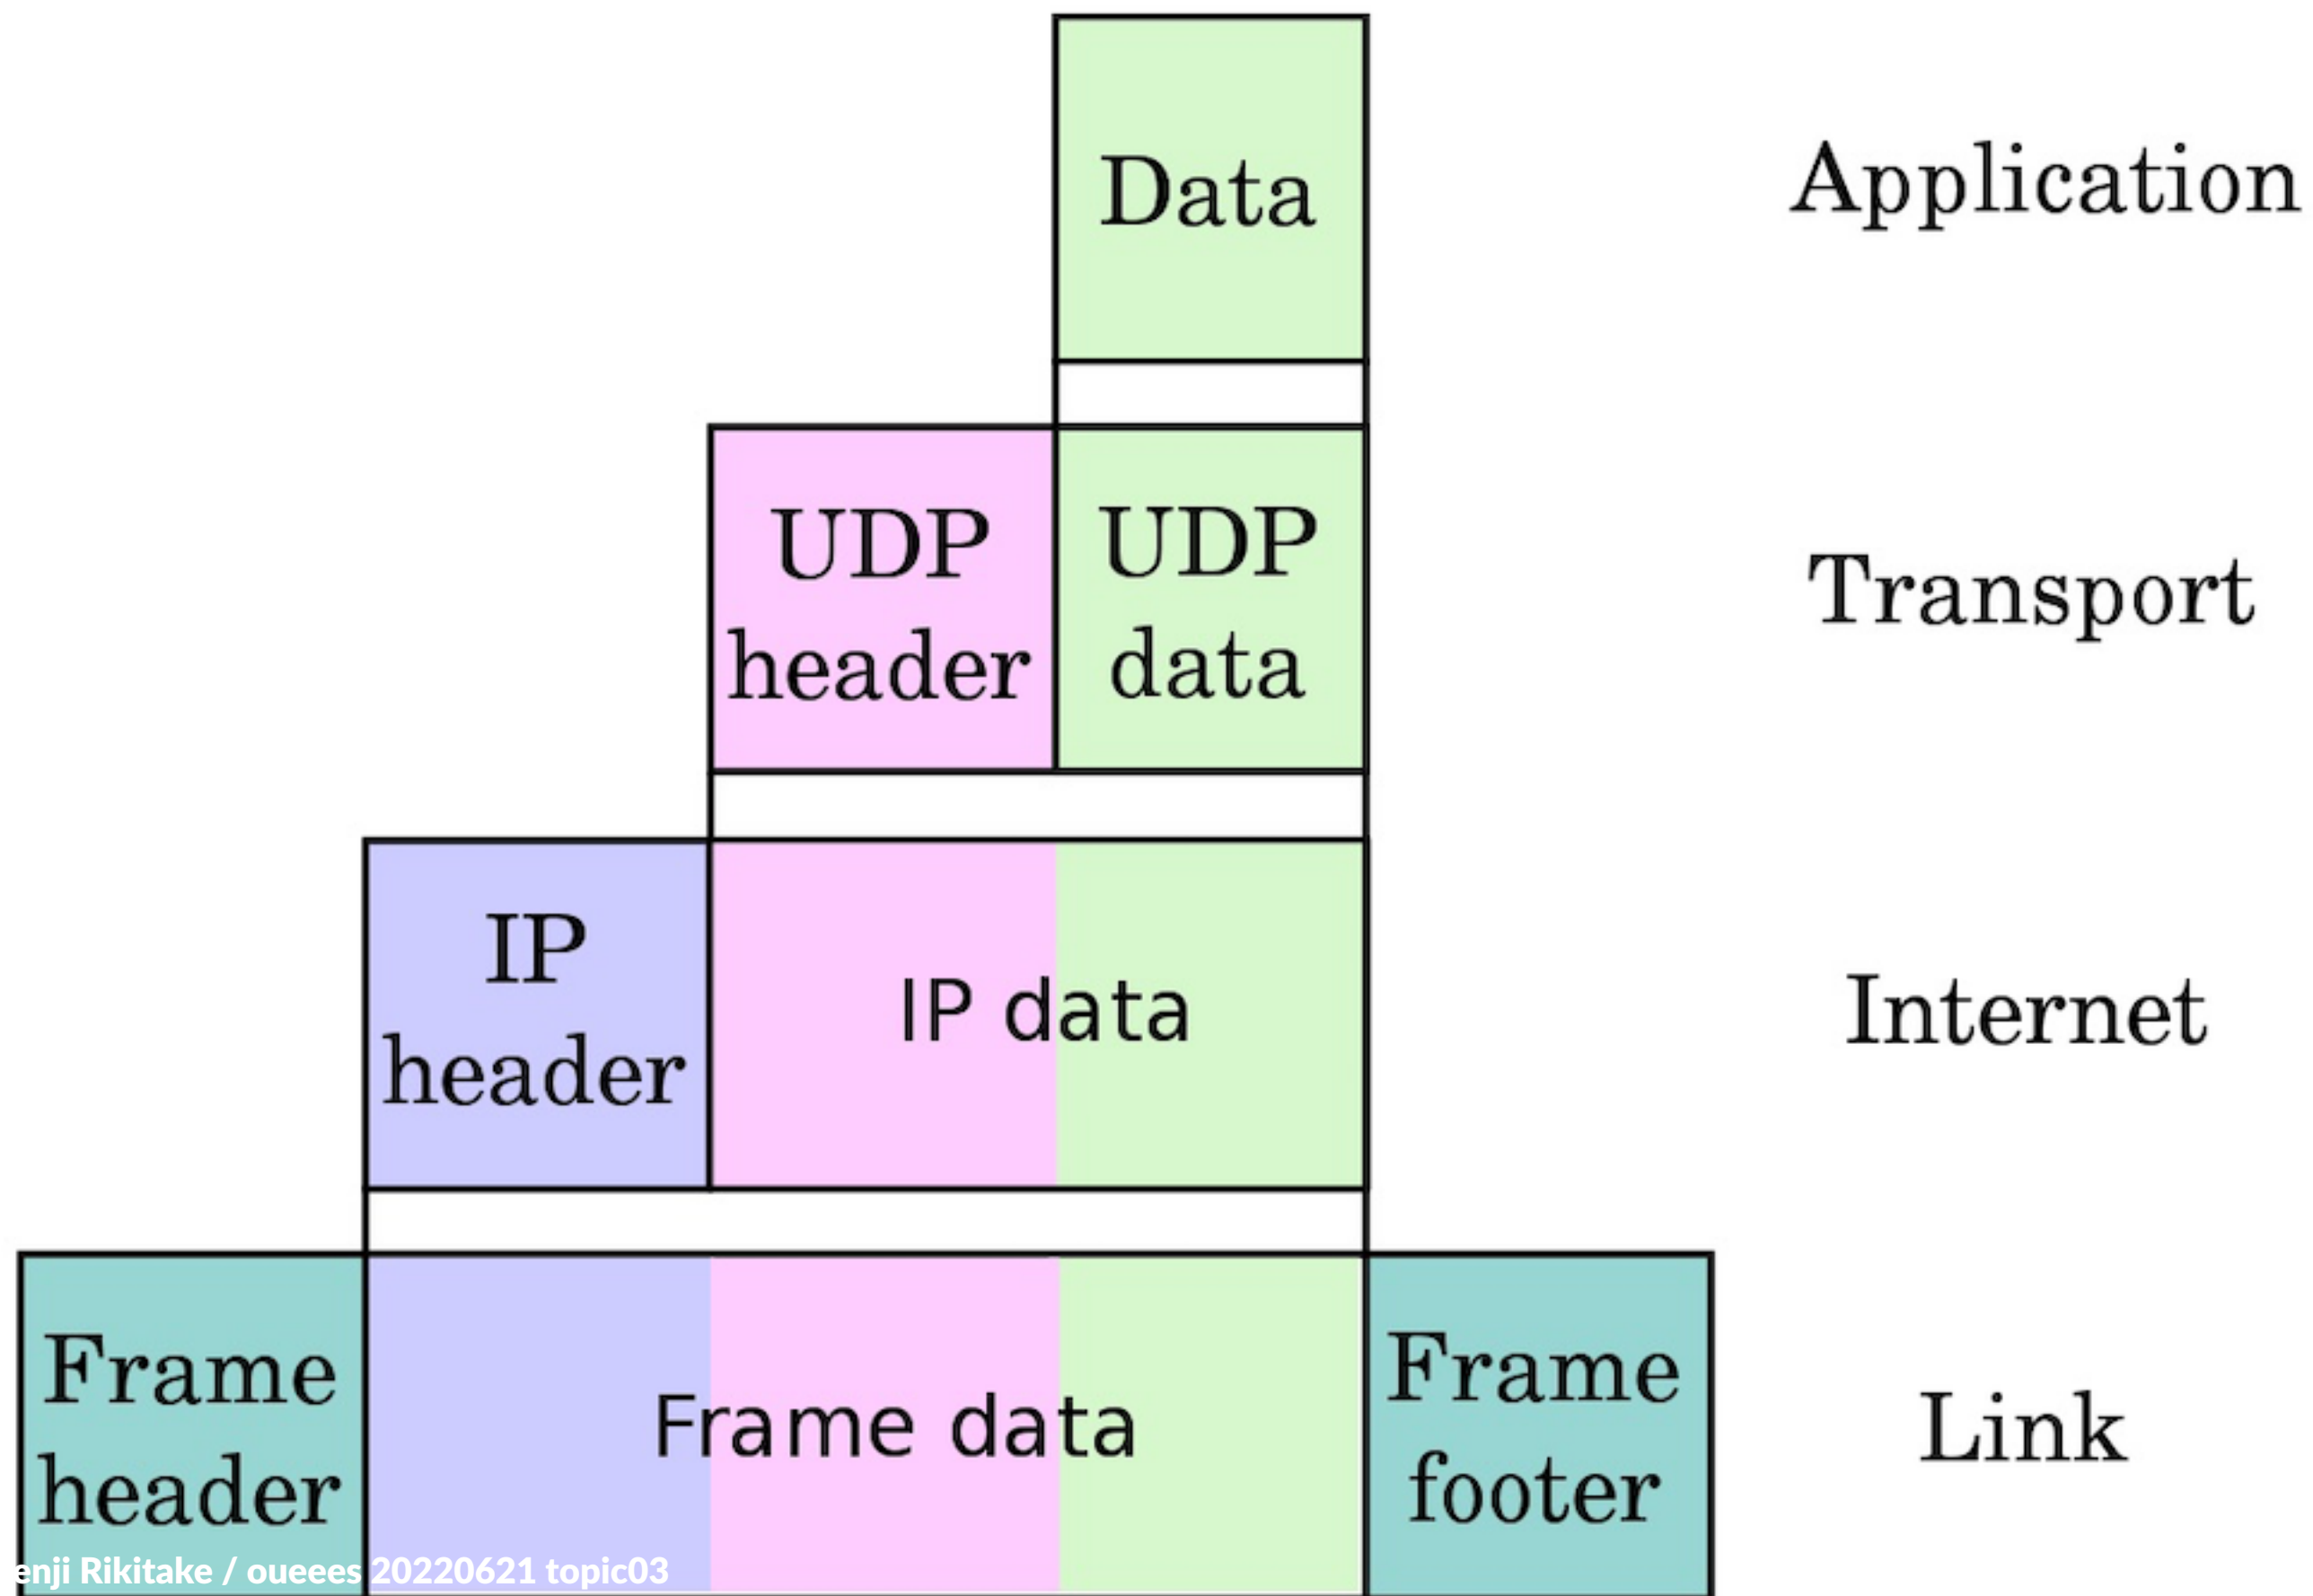 Data
Application
UDP
header
UDP
data
Transport
IP
header
IP data
Internet
Frame
header
Frame data
Frame
footer
Link
enji Rikitake / oueees 20220621 topic03